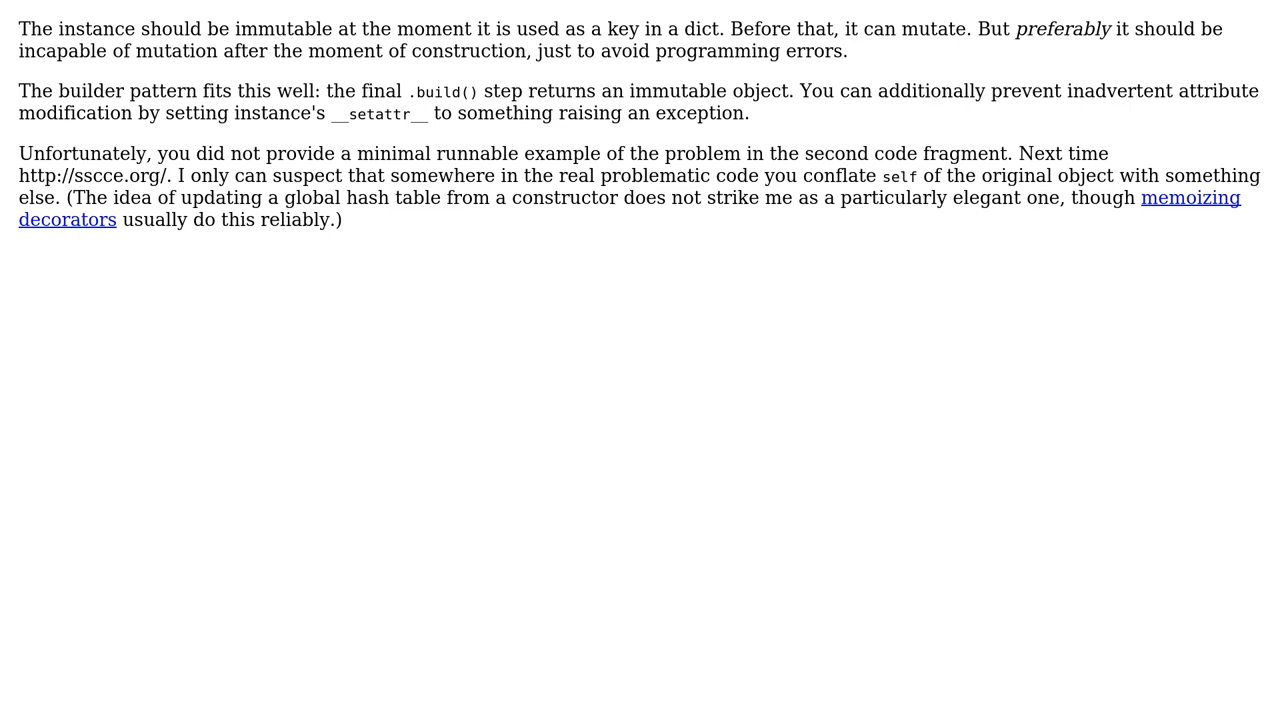 The instance should be immutable at the moment it is used as a key in a dict. Before that, it can mutate. But preferably it should be
incapable of mutation after the moment of construction, just to avoid programming errors.
The builder pattern fits this well: the final .build() step returns an immutable object. You can additionally prevent inadvertent attribute
modification by setting instance's __setattr__ to something raising an exception.
Unfortunately, you did not provide a minimal runnable example of the problem in the second code fragment. Next time
http://sscce.org/. I only can suspect that somewhere in the real problematic code you conflate self of the original object with something
else. (The idea of updating a global hash table from a constructor does not strike me as a particularly elegant one, though memoizing
decorators usually do this reliably.)